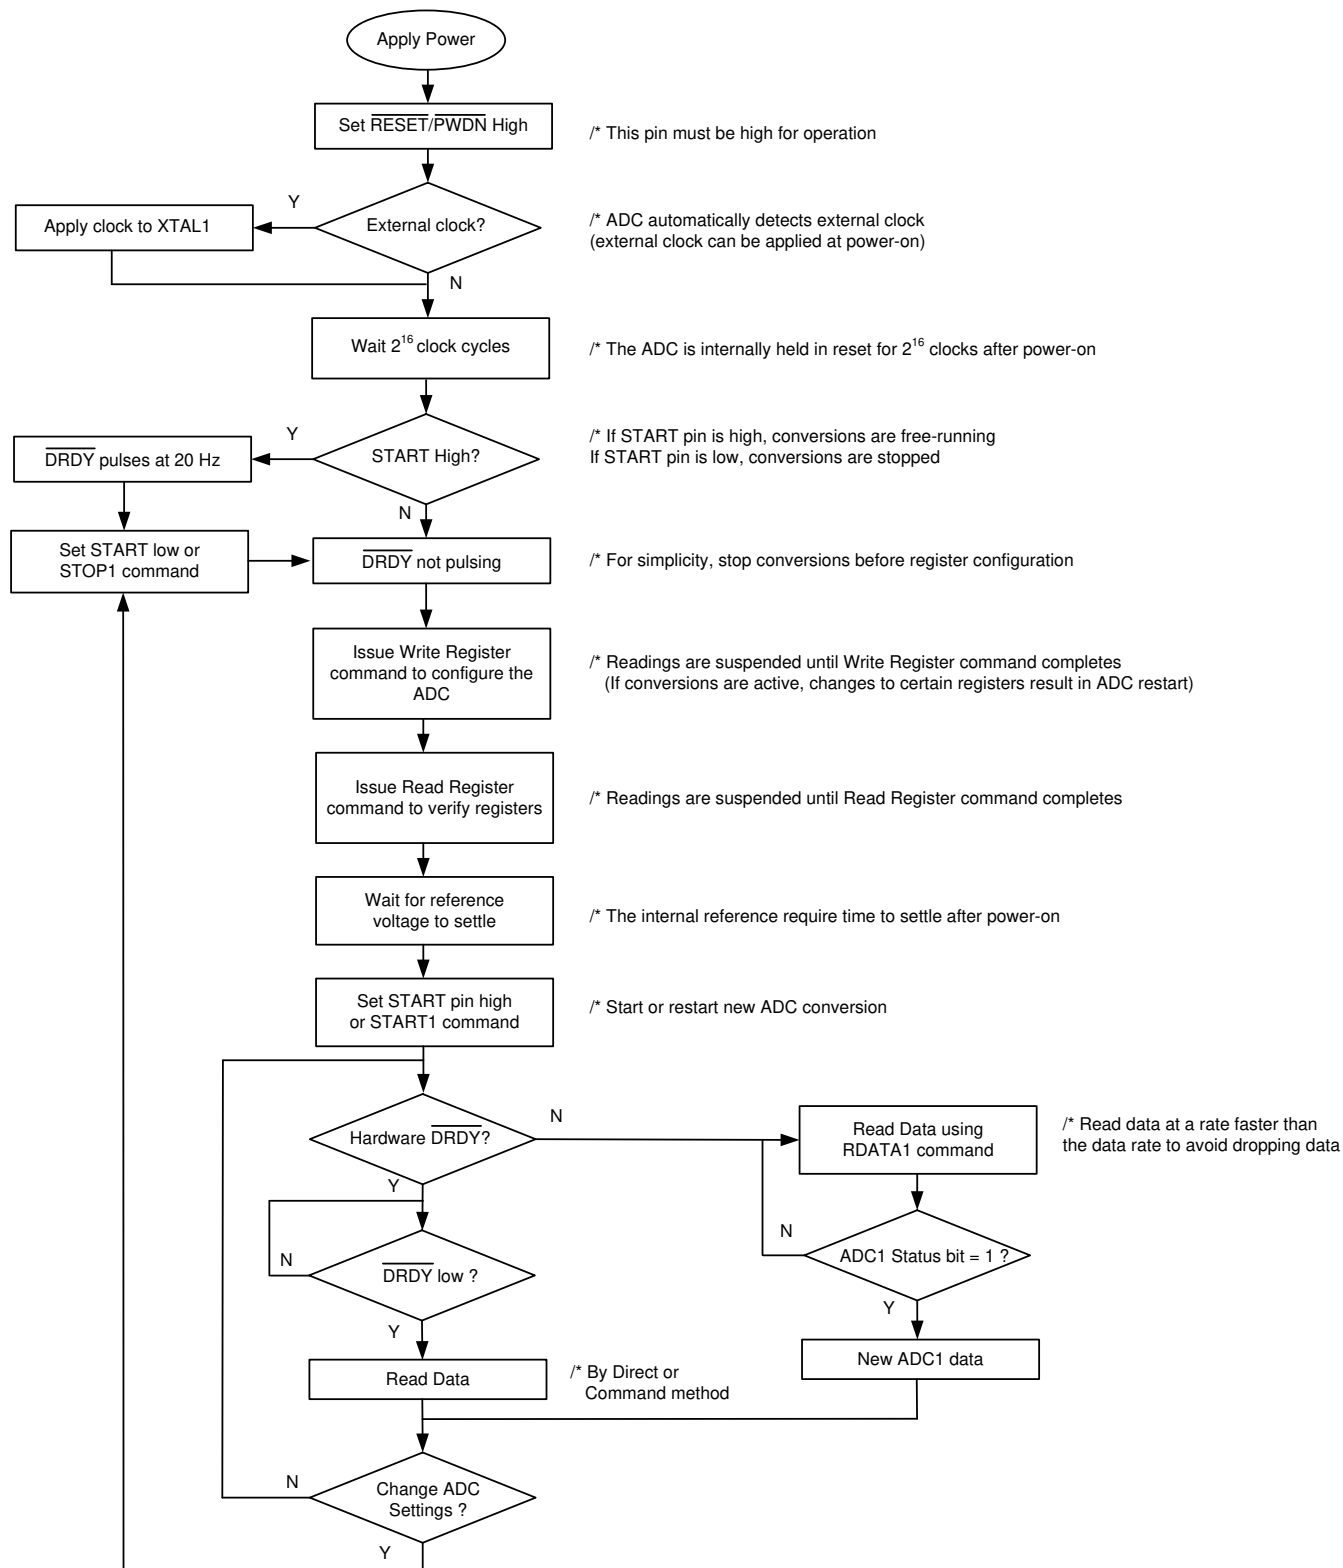 Apply Power
Set RESET/PWDN High
/* This pin must be high for operation
Y
Apply clock to XTAL1
External clock?
/* ADC automatically detects external clock
(external clock can be applied at power-on)
N
Wait 2^16 clock cycles
/* The ADC is internally held in reset for 2^16 clocks after power-on
Y
DRDY pulses at 20 Hz
START High?
/* If START pin is high, conversions are free-running
If START pin is low, conversions are stopped
N
Set START low or
STOP1 command
DRDY not pulsing
/* For simplicity, stop conversions before register configuration
Issue Write Register
command to configure the
ADC
/* Readings are suspended until Write Register command completes
(If conversions are active, changes to certain registers result in ADC restart)
Issue Read Register
command to verify registers
/* Readings are suspended until Read Register command completes
Wait for reference
voltage to settle
/* The internal reference require time to settle after power-on
Set START pin high
or START1 command
/* Start or restart new ADC conversion
Hardware DRDY?
N
Read Data using
RDATA1 command
/* Read data at a rate faster than
the data rate to avoid dropping data
Y
N
DRDY low ?
N
ADC1 Status bit = 1 ?
Y
Y
Read Data
/* By Direct or
Command method
New ADC1 data
N
Change ADC
Settings ?
Y